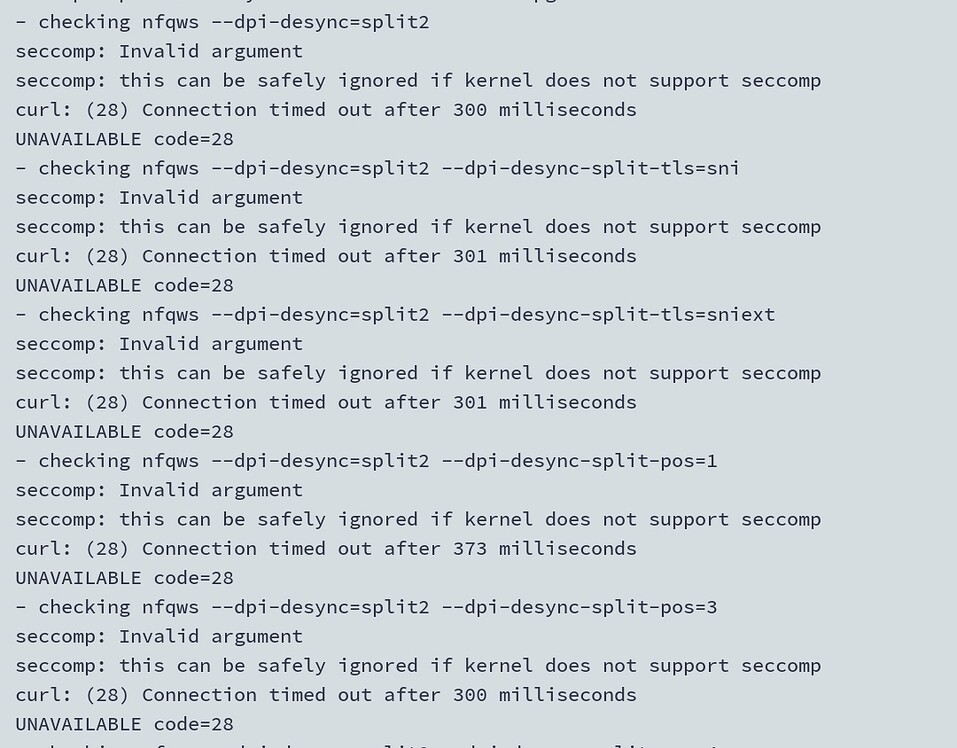 - checking nfqws --dpi-desync=split2
seccomp: Invalid argument
seccomp: this can be safely ignored if kernel does not support seccomp
curl: (28) Connection timed out after 300 milliseconds
UNAVAILABLE code=28
- checking nfqws --dpi-desync=split2 --dpi-desync-split-tls=sni
seccomp: Invalid argument
seccomp: this can be safely ignored if kernel does not support seccomp
curl: (28) Connection timed out after 301 milliseconds
UNAVAILABLE code=28
- checking nfqws --dpi-desync=split2 --dpi-desync-split-tls=sniext
seccomp: Invalid argument
seccomp: this can be safely ignored if kernel does not support seccomp
curl: (28) Connection timed out after 301 milliseconds
UNAVAILABLE code=28
- checking nfqws --dpi-desync=split2 --dpi-desync-split-pos=1
seccomp: Invalid argument
seccomp: this can be safely ignored if kernel does not support seccomp
curl: (28) Connection timed out after 373 milliseconds
UNAVAILABLE code=28
- checking nfqws --dpi-desync=split2 --dpi-desync-split-pos=3
seccomp: Invalid argument
seccomp: this can be safely ignored if kernel does not support seccomp
curl: (28) Connection timed out after 300 milliseconds
UNAVAILABLE code=28